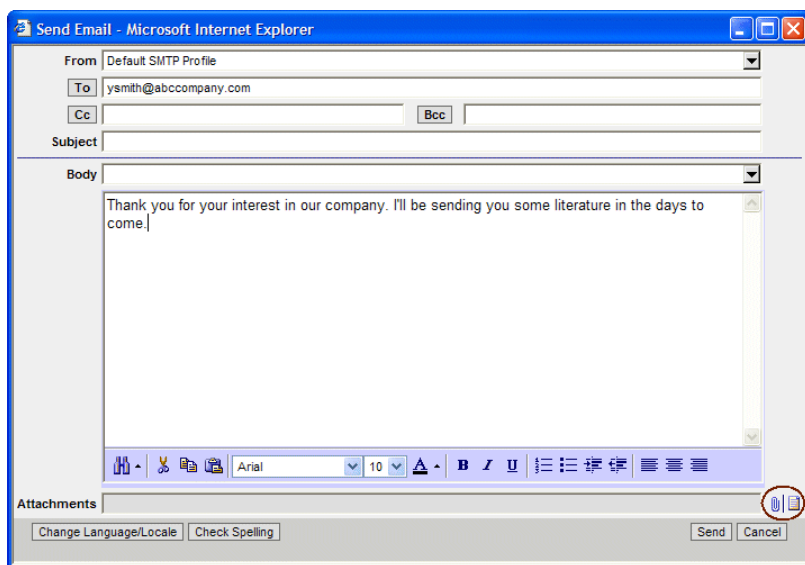 Send Email - Microsoft Internet Explorer
From Default SMTP Profile
To ysmith@abccompany.com
Cc Bcc
Subject
Body
Thank you for your interest in our company. I'll be sending you some literature in the days to
come.
Arial 10 A B I U
Attachments
Change Language/Locale Check Spelling Send Cancel